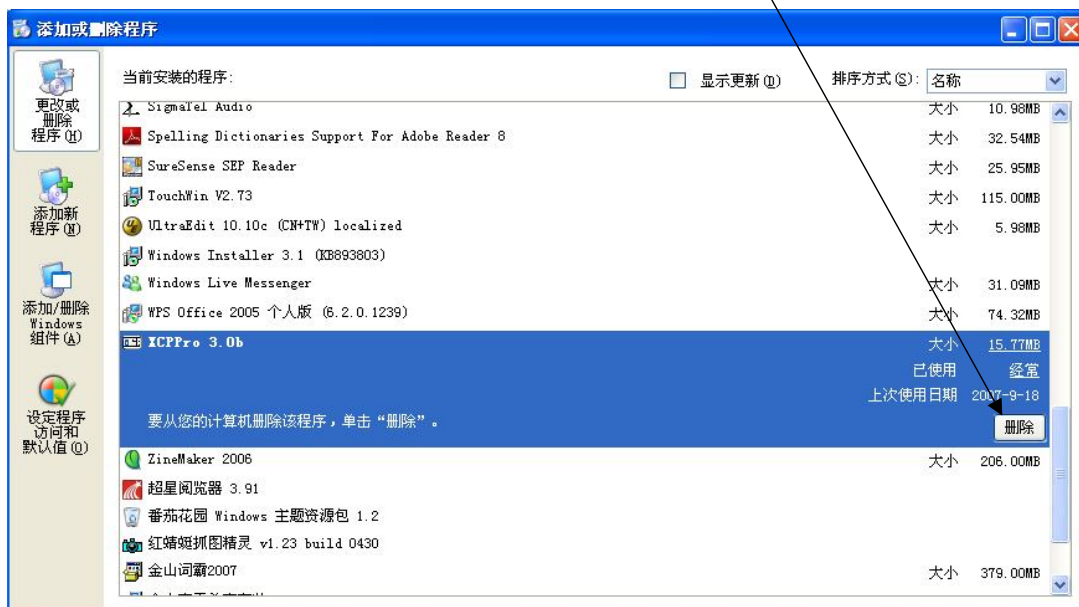 添加或删除程序
更改或
删除
程序(H)
添加新
程序(N)
添加/删除
Windows
组件(A)
设定程序
访问和
默认值(O)
当前安装的程序:
显示更新(D)
排序方式(S): 名称
SigmaTel Audio 大小 10.98MB
Spelling Dictionaries Support For Adobe Reader 8 大小 32.54MB
SureSense SEP Reader 大小 25.95MB
TouchWin V2.73 大小 115.00MB
UltraEdit 10.10c (CN+TW) localized 大小 5.98MB
Windows Installer 3.1 (KB893803)
Windows Live Messenger 大小 31.09MB
WPS Office 2005 个人版 (6.2.0.1239) 大小 74.32MB
XCPPro 3.0b 大小 15.77MB
已使用 经常
上次使用日期 2007-9-18
要从您的计算机删除该程序，单击“删除”。 删除
ZineMaker 2006 大小 206.00MB
超星阅览器 3.91
番茄花园 Windows 主题资源包 1.2
红蜻蜓抓图精灵 v1.23 build 0430
金山词霸2007 大小 379.00MB